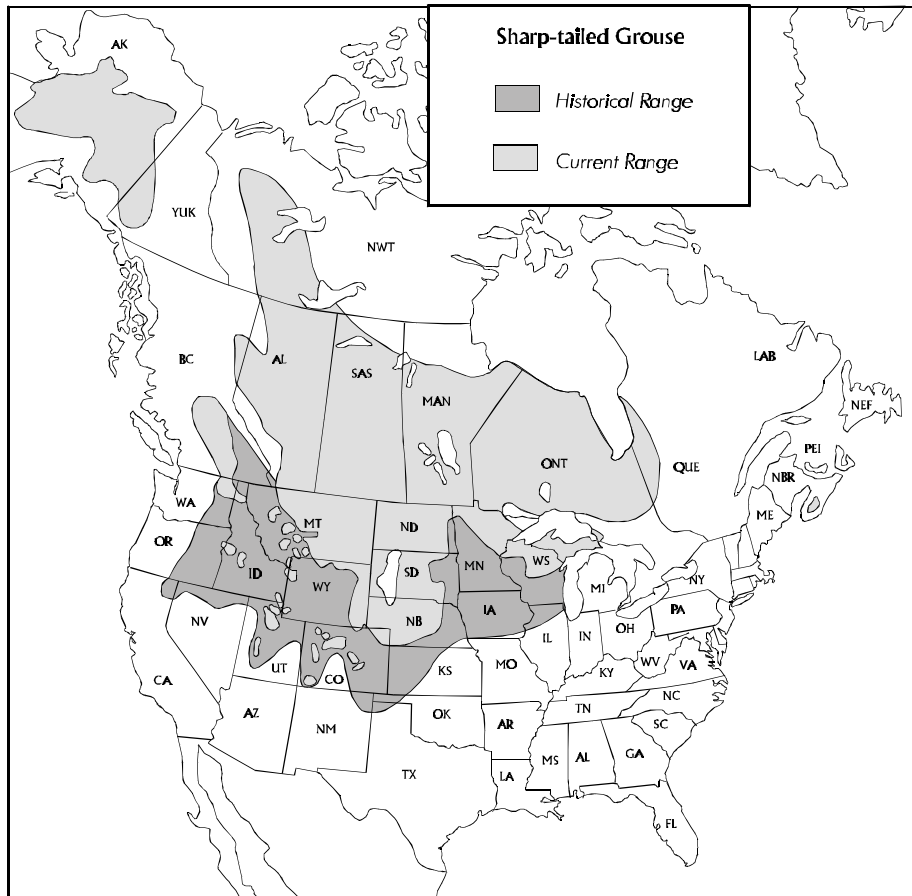 Sharp-tailed Grouse
Historical Range
Current Range
AK
YUK
NWT
BC
AL
SAS
MAN
ONT
QUE
LAB
NEF
PEI
NBR
WA
MT
ND
ME
OR
ID
WY
SD
MN
WS
MI
NY
NV
NB
IA
PA
CA
UT
CO
KS
MO
IL
IN
OH
WV
VA
KY
NC
AZ
NM
OK
AR
TN
SC
TX
LA
MS
AL
GA
FL